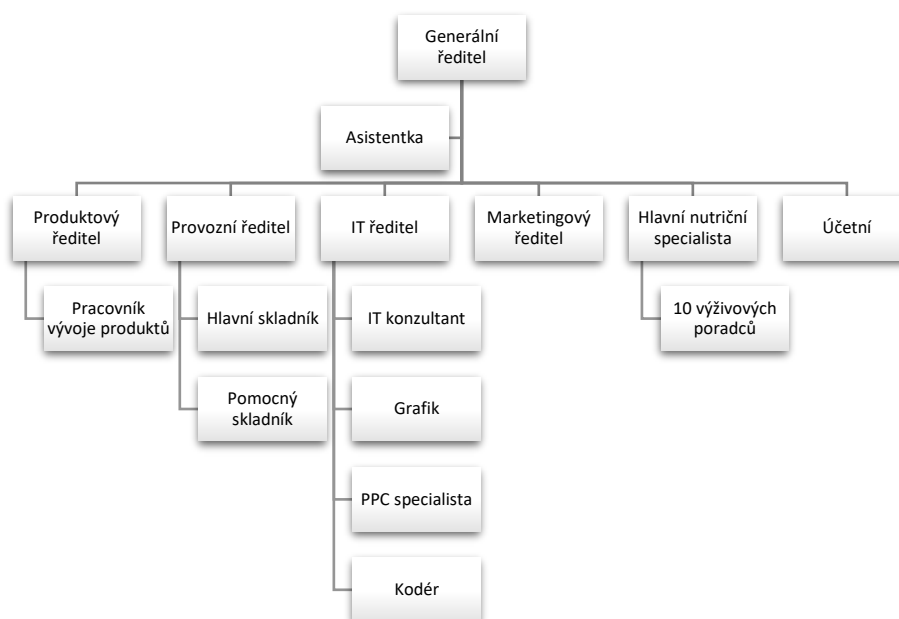 Generální
ředitel
Asistentka
Produktový
ředitel
Provozní ředitel
IT ředitel
Marketingový
ředitel
Hlavní nutriční
specialista
Účetní
Pracovník
vývoje produktů
Hlavní skladník
IT konzultant
10 výživových
poradců
Pomocný
skladník
Grafik
PPC specialista
Kodér